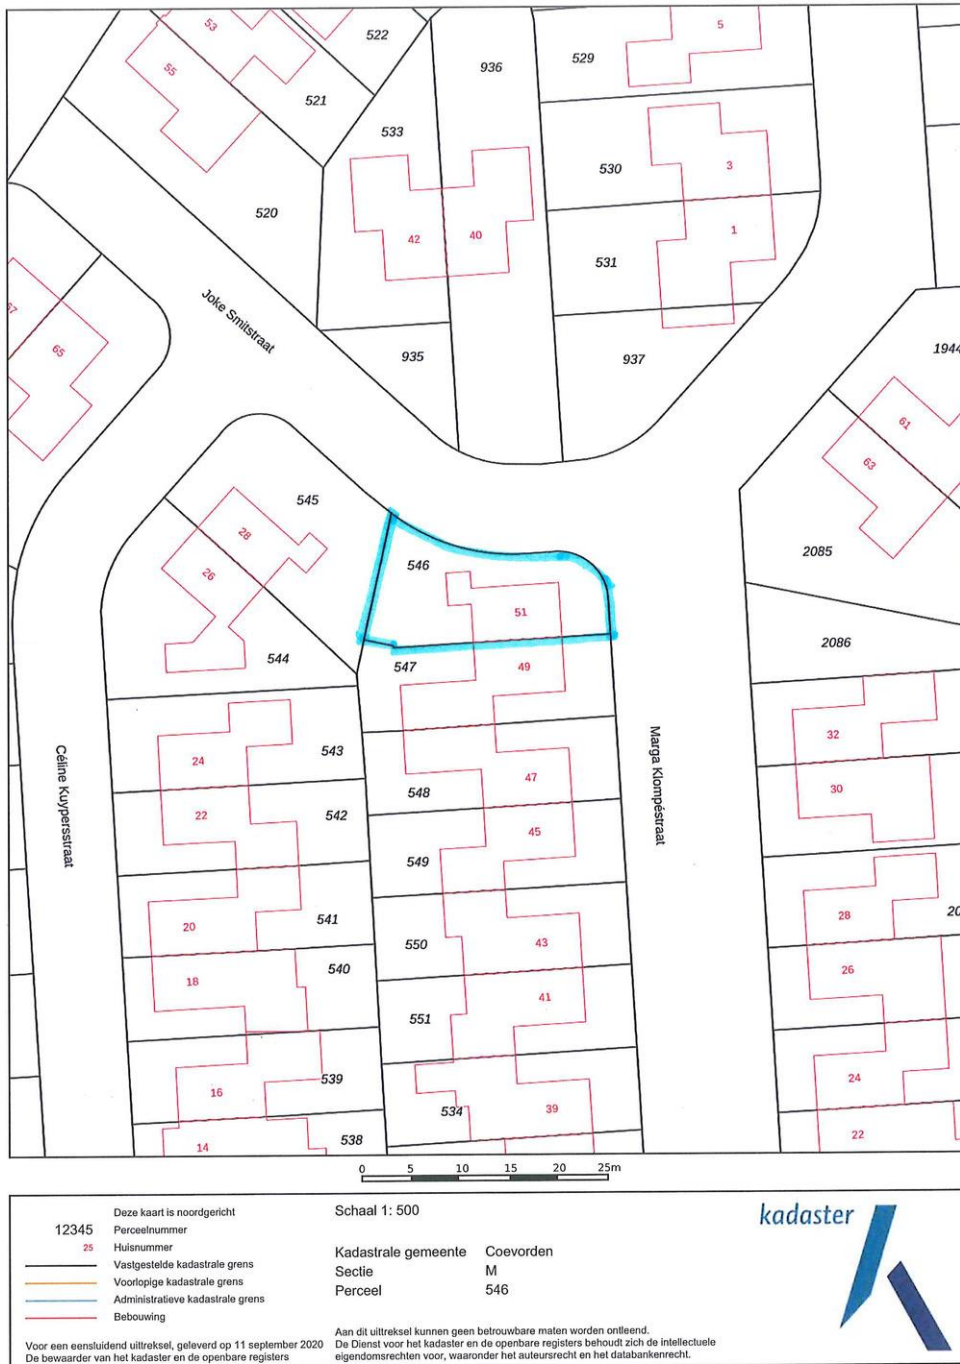 53
522
5
936
529
55
521
533
530
3
520
42
40
1
531
57
Joke Smitstraat
65
935
937
1944
61
63
545
28
546
2085
26
51
2086
544
547
49
32
Céline Kuypersstraat
24
543
Marga Klompéstraat
47
548
30
22
542
45
549
20
541
28
20
550
43
18
540
26
551
41
16
539
24
534
39
14
538
22
0 5 10 15 20 25m
Deze kaart is noordgericht
12345 Perceelnummer
25 Huisnummer
Vastgestelde kadastrale grens
Voorlopige kadastrale grens
Administratieve kadastrale grens
Bebouwing
Voor een eensluidend uittreksel, geleverd op 11 september 2020
De bewaarder van het kadaster en de openbare registers
Schaal 1: 500
Kadastrale gemeente Coevorden
Sectie M
Perceel 546
Aan dit uittreksel kunnen geen betrouwbare maten worden ontleend.
De Dienst voor het kadaster en de openbare registers behoudt zich de intellectuele
eigendomsrechten voor, waaronder het auteursrecht en het databankenrecht.
kadaster